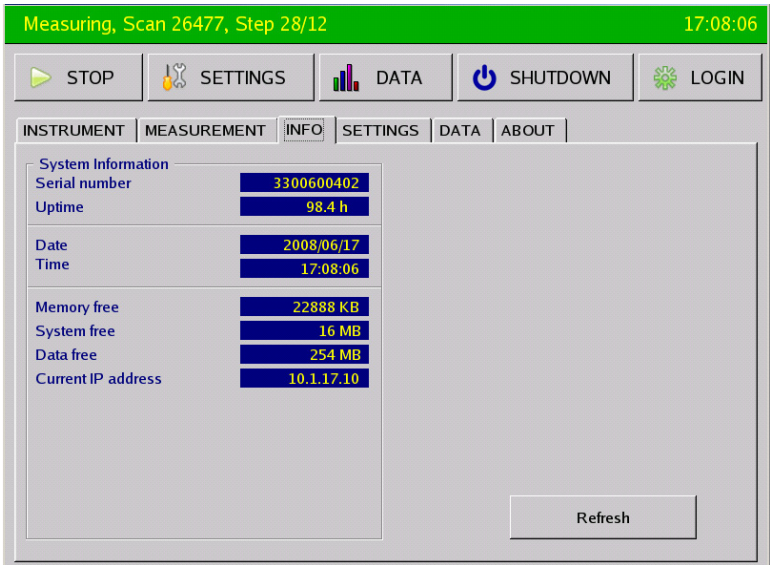 Measuring, Scan 26477, Step 28/12 17:08:06
STOP SETTINGS DATA SHUTDOWN LOGIN
INSTRUMENT MEASUREMENT INFO SETTINGS DATA ABOUT
System Information
Serial number 3300600402
Uptime 98.4 h
Date 2008/06/17
Time 17:08:06
Memory free 22888 KB
System free 16 MB
Data free 254 MB
Current IP address 10.1.17.10
Refresh